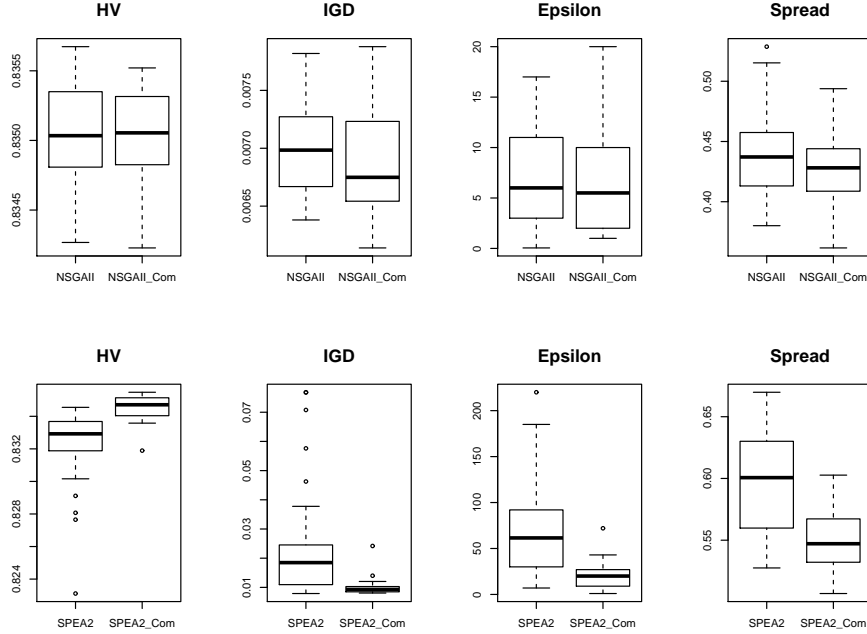 HV
IGD
Epsilon
Spread
0.8355
0.8350
0.8345
0.0075
0.0070
0.0065
20
15
10
5
0
0.50
0.45
0.40
NSGAII NSGAII_Com
NSGAII NSGAII_Com
NSGAII NSGAII_Com
NSGAII NSGAII_Com
HV
IGD
Epsilon
Spread
0.832
0.828
0.824
0.07
0.05
0.03
0.01
200
150
100
50
0
0.65
0.60
0.55
SPEA2 SPEA2_Com
SPEA2 SPEA2_Com
SPEA2 SPEA2_Com
SPEA2 SPEA2_Com